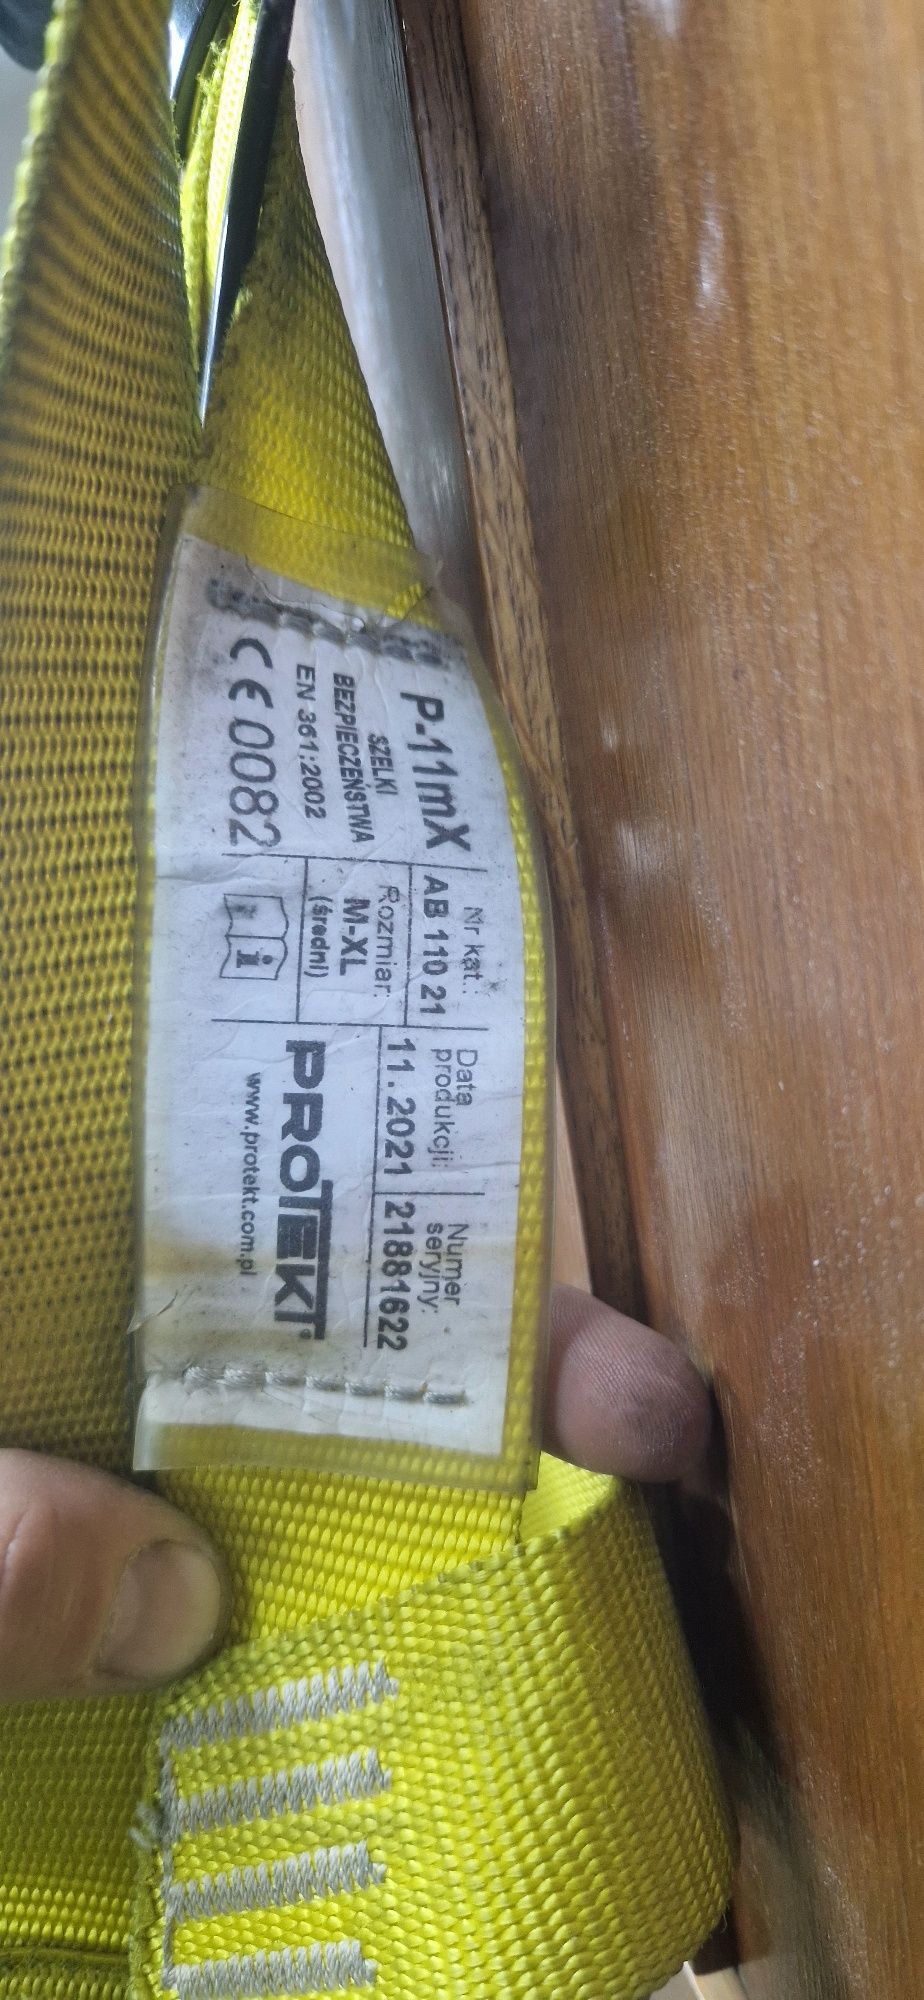 P-11mX
SZELKI
BEZPIECZEŃSTWA
EN 361:2002
CE 0082
Nr kat.:
AB 110 21
Rozmiar:
M-XL
(średni)
i
Data
produkcji:
11.2021
Numer
seryjny:
21881622
PROTEKT®
www.protekt.com.pl